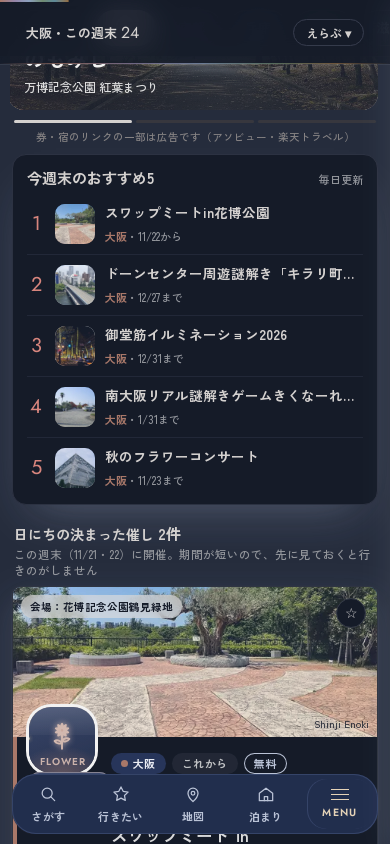 大阪・この週末 24
えらぶ ▾
万博記念公園 紅葉まつり
券・宿のリンクの一部は広告です（アソビュー・楽天トラベル）
今週末のおすすめ5
毎日更新
1
スワップミートin花博公園
大阪・11/22から
2
ドーンセンター周遊謎解き「キラリ町…
大阪・12/27まで
3
御堂筋イルミネーション2026
大阪・12/31まで
4
南大阪リアル謎解きゲームきくなーれ…
大阪・1/31まで
5
秋のフラワーコンサート
大阪・11/23まで
日にちの決まった催し 2件
この週末（11/21・22）に開催。期間が短いので、先に見ておくと行
きのがしません
会場：花博記念公園鶴見緑地
☆
Shinji Enoki
FLOWER
大阪
これから
無料
スワップミート in
さがす
行きたい
地図
泊まり
MENU